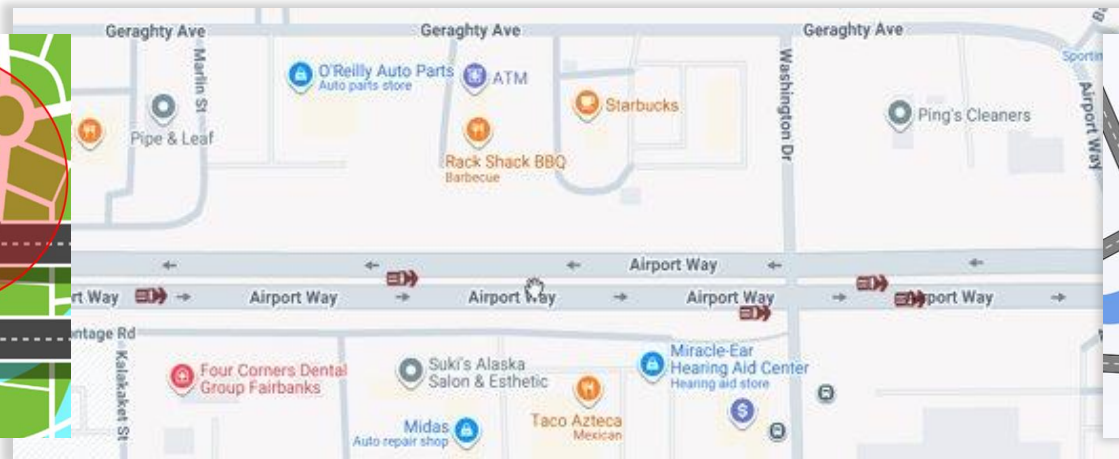 Geraghty Ave
Geraghty Ave
Geraghty Ave
Marlin St
O'Reilly Auto Parts
Auto parts store
ATM
Starbucks
Washington Dr
Ping's Cleaners
Airport Way
Pipe & Leaf
Rack Shack BBQ
Barbecue
Airport Way
rt Way
Airport Way
Airport Way
Airport Way
port Way
ntage Rd
Kalakaket St
Four Corners Dental
Group Fairbanks
Suki's Alaska
Salon & Esthetic
Miracle-Ear
Hearing Aid Center
Hearing aid store
Taco Azteca
Mexican
Midas
Auto repair shop